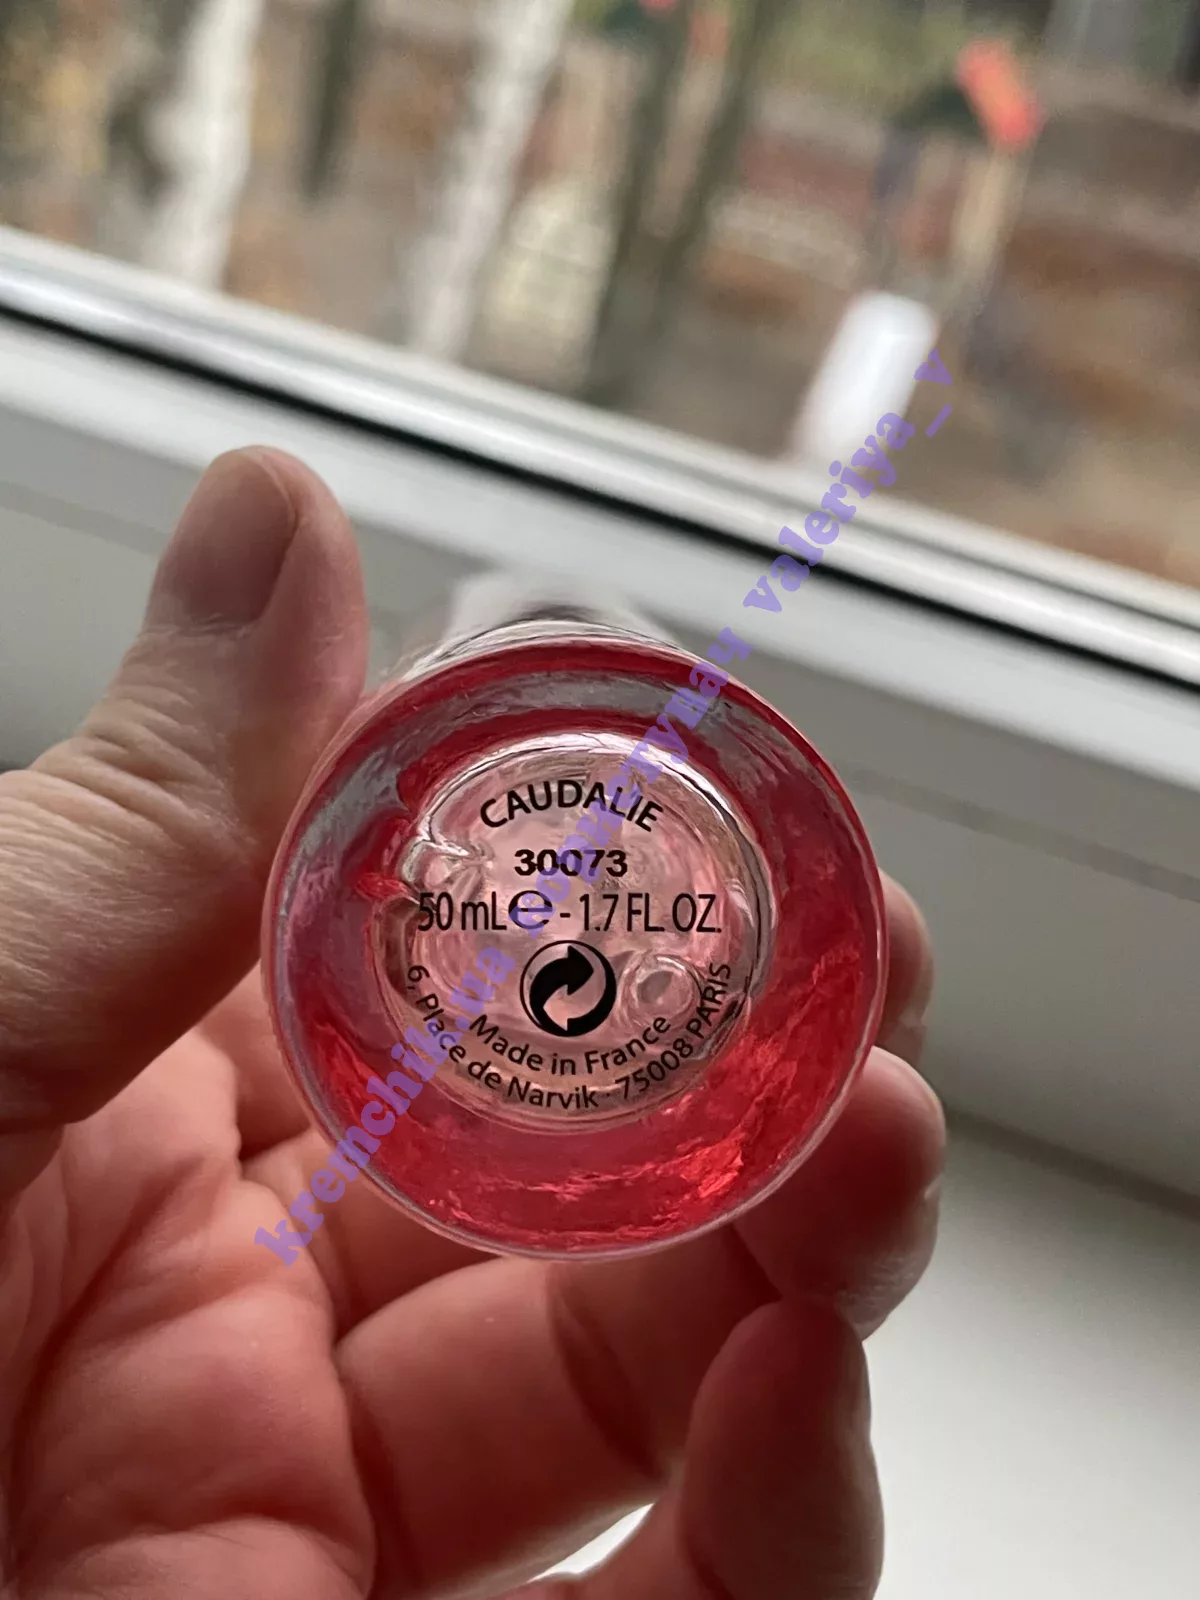 CAUDALIE
30073
50 mL ℮ - 1.7 FL. OZ.
Made in France
6, Place de Narvik · 75008 PARIS
kremchik.ua користувач valeriya_v